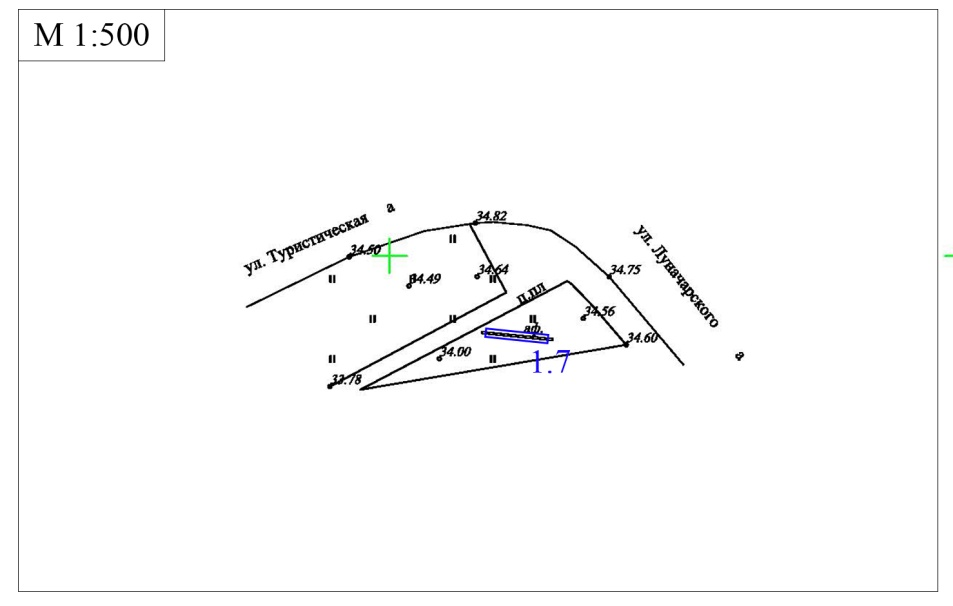 М 1:500
ул. Туристическая а
34.82
34.50
ул. Луначарского
а
34.49
34.64
34.75
п.пл
34.56
аф.
34.60
34.00
1.7
33.78